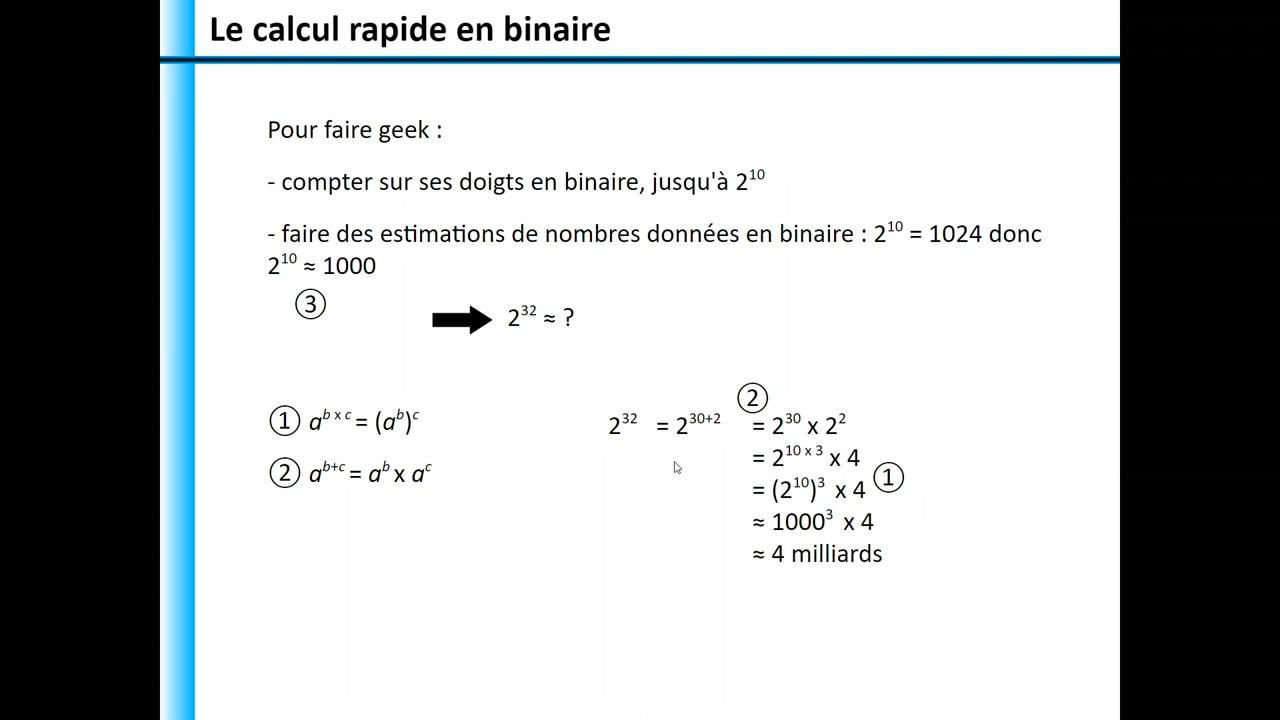 Le calcul rapide en binaire
Pour faire geek :
- compter sur ses doigts en binaire, jusqu'à 2¹⁰
- faire des estimations de nombres données en binaire : 2¹⁰ = 1024 donc
2¹⁰ ≈ 1000
③
2³² ≈ ?
① a^{b x c} = (a^b)^c
② a^{b+c} = a^b x a^c
②
2³² = 2³⁰⁺² = 2³⁰ x 2²
= 2^{10 x 3} x 4
= (2¹⁰)³ x 4 ①
≈ 1000³ x 4
≈ 4 milliards